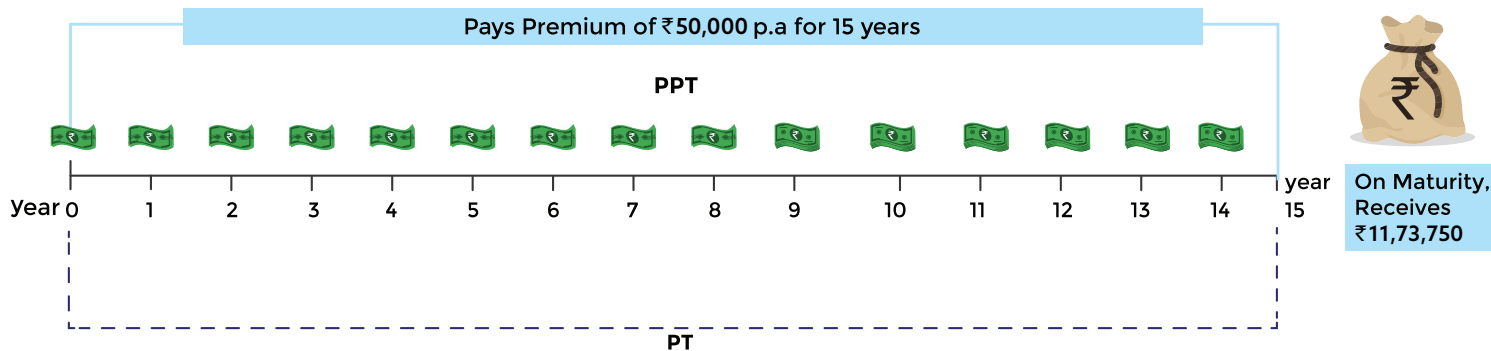 Pays Premium of ₹50,000 p.a for 15 years
PPT
₹ ₹ ₹ ₹ ₹ ₹ ₹ ₹ ₹ ₹ ₹ ₹ ₹ ₹ ₹
₹
year 0 1 2 3 4 5 6 7 8 9 10 11 12 13 14 year 15
On Maturity,
Receives
₹11,73,750
PT